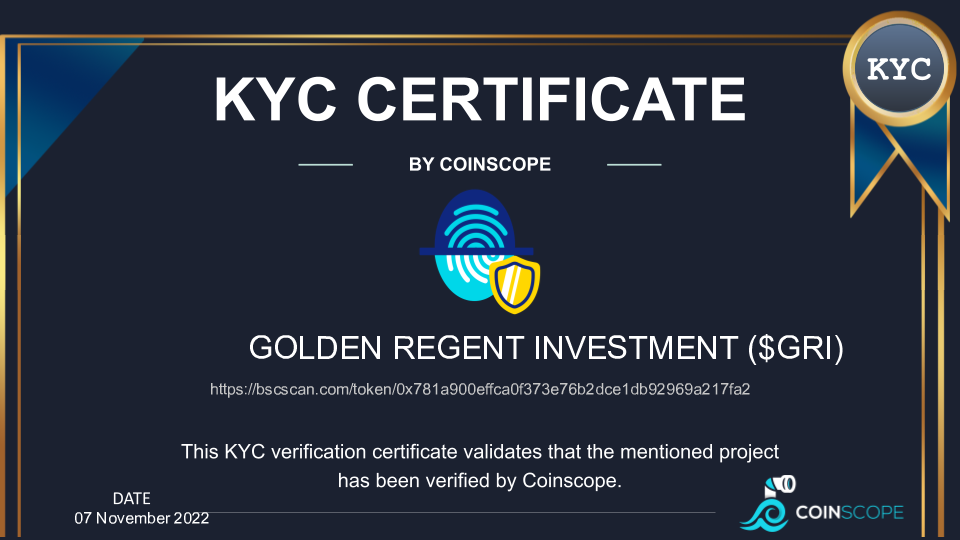 KYC
KYC CERTIFICATE
BY COINSCOPE
GOLDEN REGENT INVESTMENT ($GRI)
https://bscscan.com/token/0x781a900effca0f373e76b2dce1db92969a217fa2
This KYC verification certificate validates that the mentioned project
has been verified by Coinscope.
DATE
07 November 2022
COINSCOPE